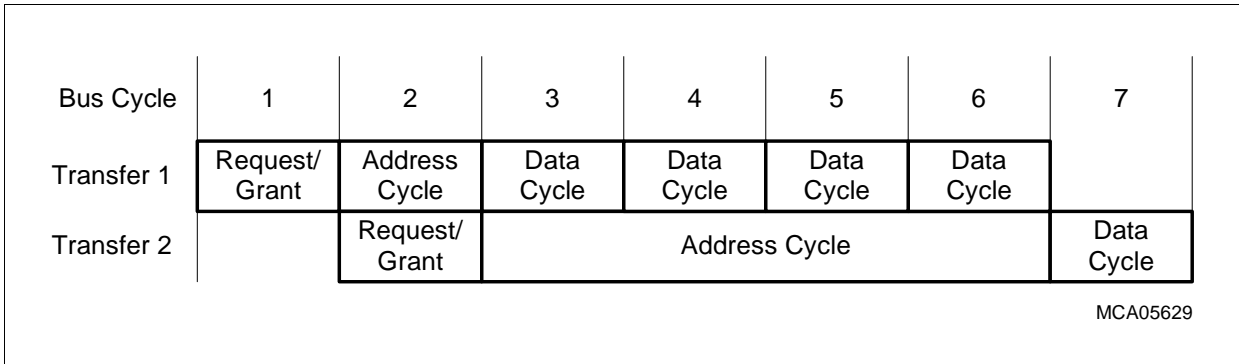 Bus Cycle 1 2 3 4 5 6 7
Transfer 1 Request/ Address Data Data Data Data
Grant Cycle Cycle Cycle Cycle Cycle
Transfer 2 Request/ Address Cycle Data
Grant Cycle
MCA05629